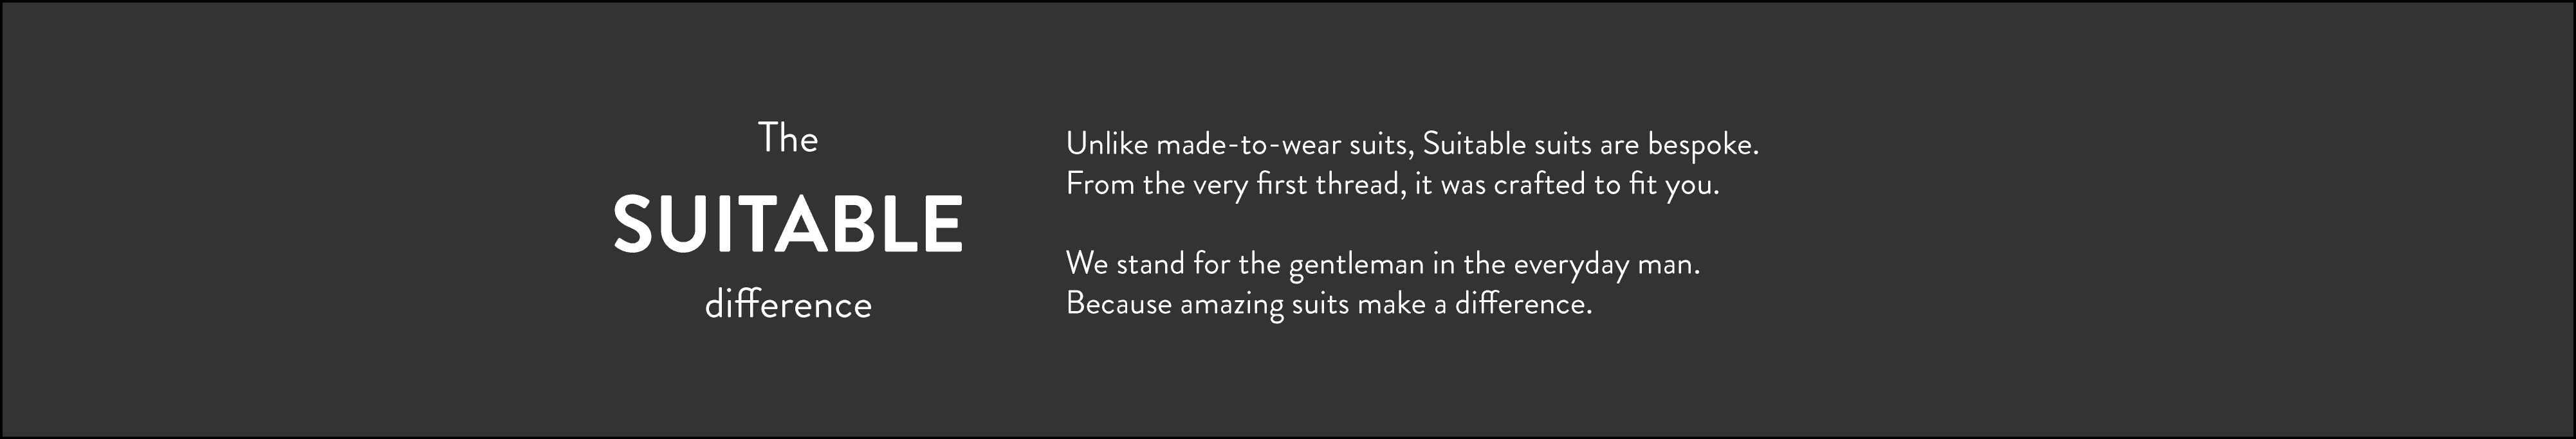 The
SUITABLE
difference
Unlike made-to-wear suits, Suitable suits are bespoke.
From the very first thread, it was crafted to fit you.
We stand for the gentleman in the everyday man.
Because amazing suits make a difference.